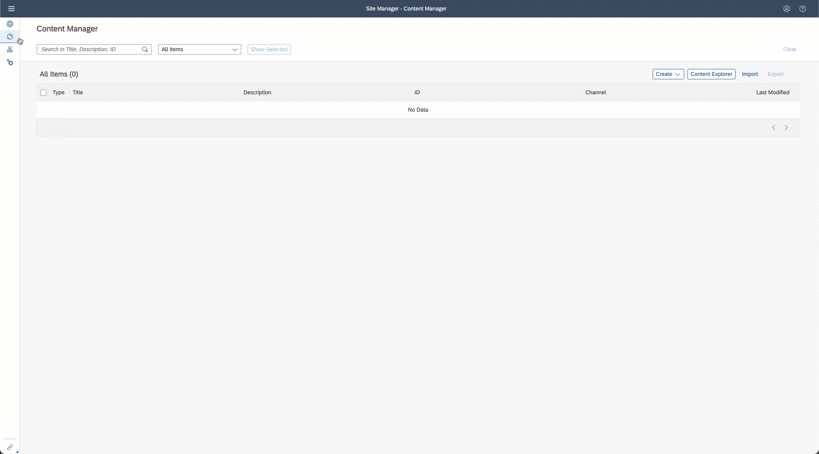 Site Manager - Content Manager
Content Manager
Search in Title, Description, ID
All Items
Show Selected
Clear
All Items (0)
Create
Content Explorer
Import
Export
Type Title Description ID Channel Last Modified
No Data